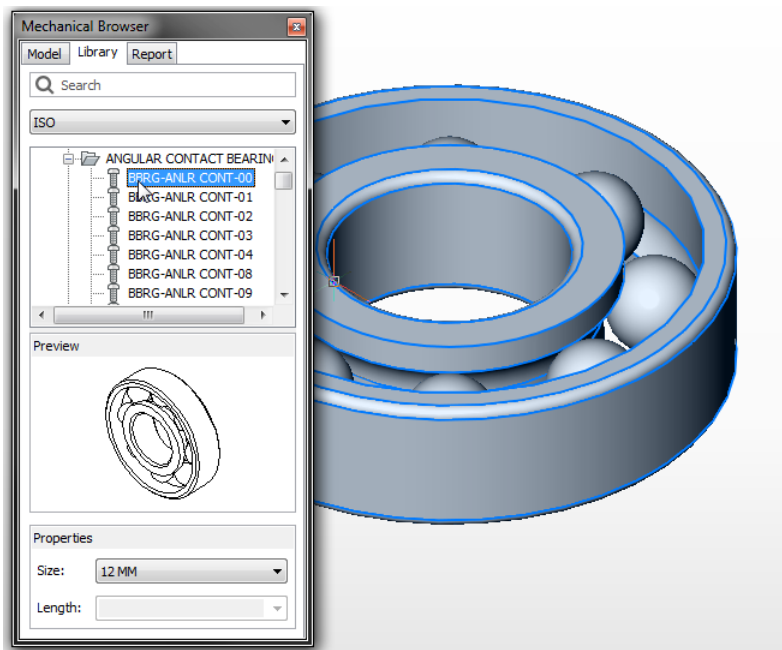 Mechanical Browser
Model Library Report
Search
ISO
ANGULAR CONTACT BEARIN
BBRG-ANLR CONT-00
BBRG-ANLR CONT-01
BBRG-ANLR CONT-02
BBRG-ANLR CONT-03
BBRG-ANLR CONT-04
BBRG-ANLR CONT-08
BBRG-ANLR CONT-09
Preview
Properties
Size: 12 MM
Length: